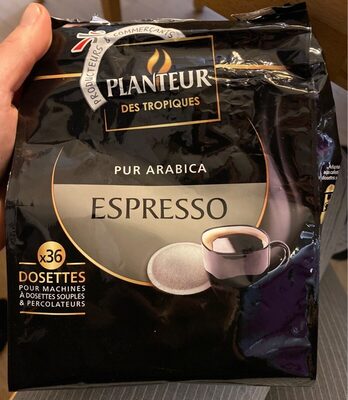 PRODUCTEURS & COMMERÇANTS
PLANTEUR
DES TROPIQUES
PUR ARABICA
ESPRESSO
x36
DOSETTES
POUR MACHINES
À DOSETTES SOUPLES
& PERCOLATEURS